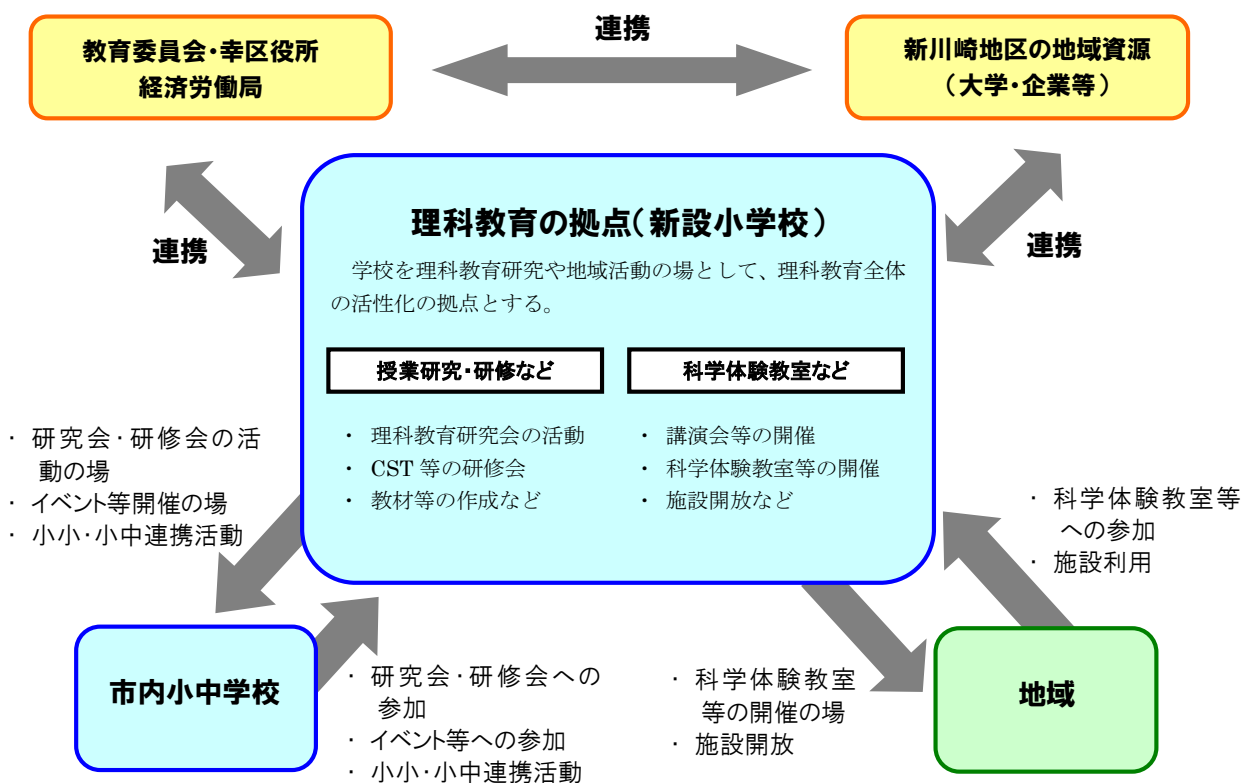 教育委員会・幸区役所
経済労働局
連携
新川崎地区の地域資源
（大学・企業等）
連携
連携
理科教育の拠点（新設小学校）
学校を理科教育研究や地域活動の場として、理科教育全体
の活性化の拠点とする。
授業研究・研修など
科学体験教室など
・ 理科教育研究会の活動
・ CST 等の研修会
・ 教材等の作成など
・ 講演会等の開催
・ 科学体験教室等の開催
・ 施設開放など
・ 研究会・研修会の活
動の場
・ イベント等開催の場
・ 小小・小中連携活動
・ 科学体験教室等
への参加
・ 施設利用
市内小中学校
・ 研究会・研修会への
参加
・ イベント等への参加
・ 小小・小中連携活動
・ 科学体験教室
等の開催の場
・ 施設開放
地域